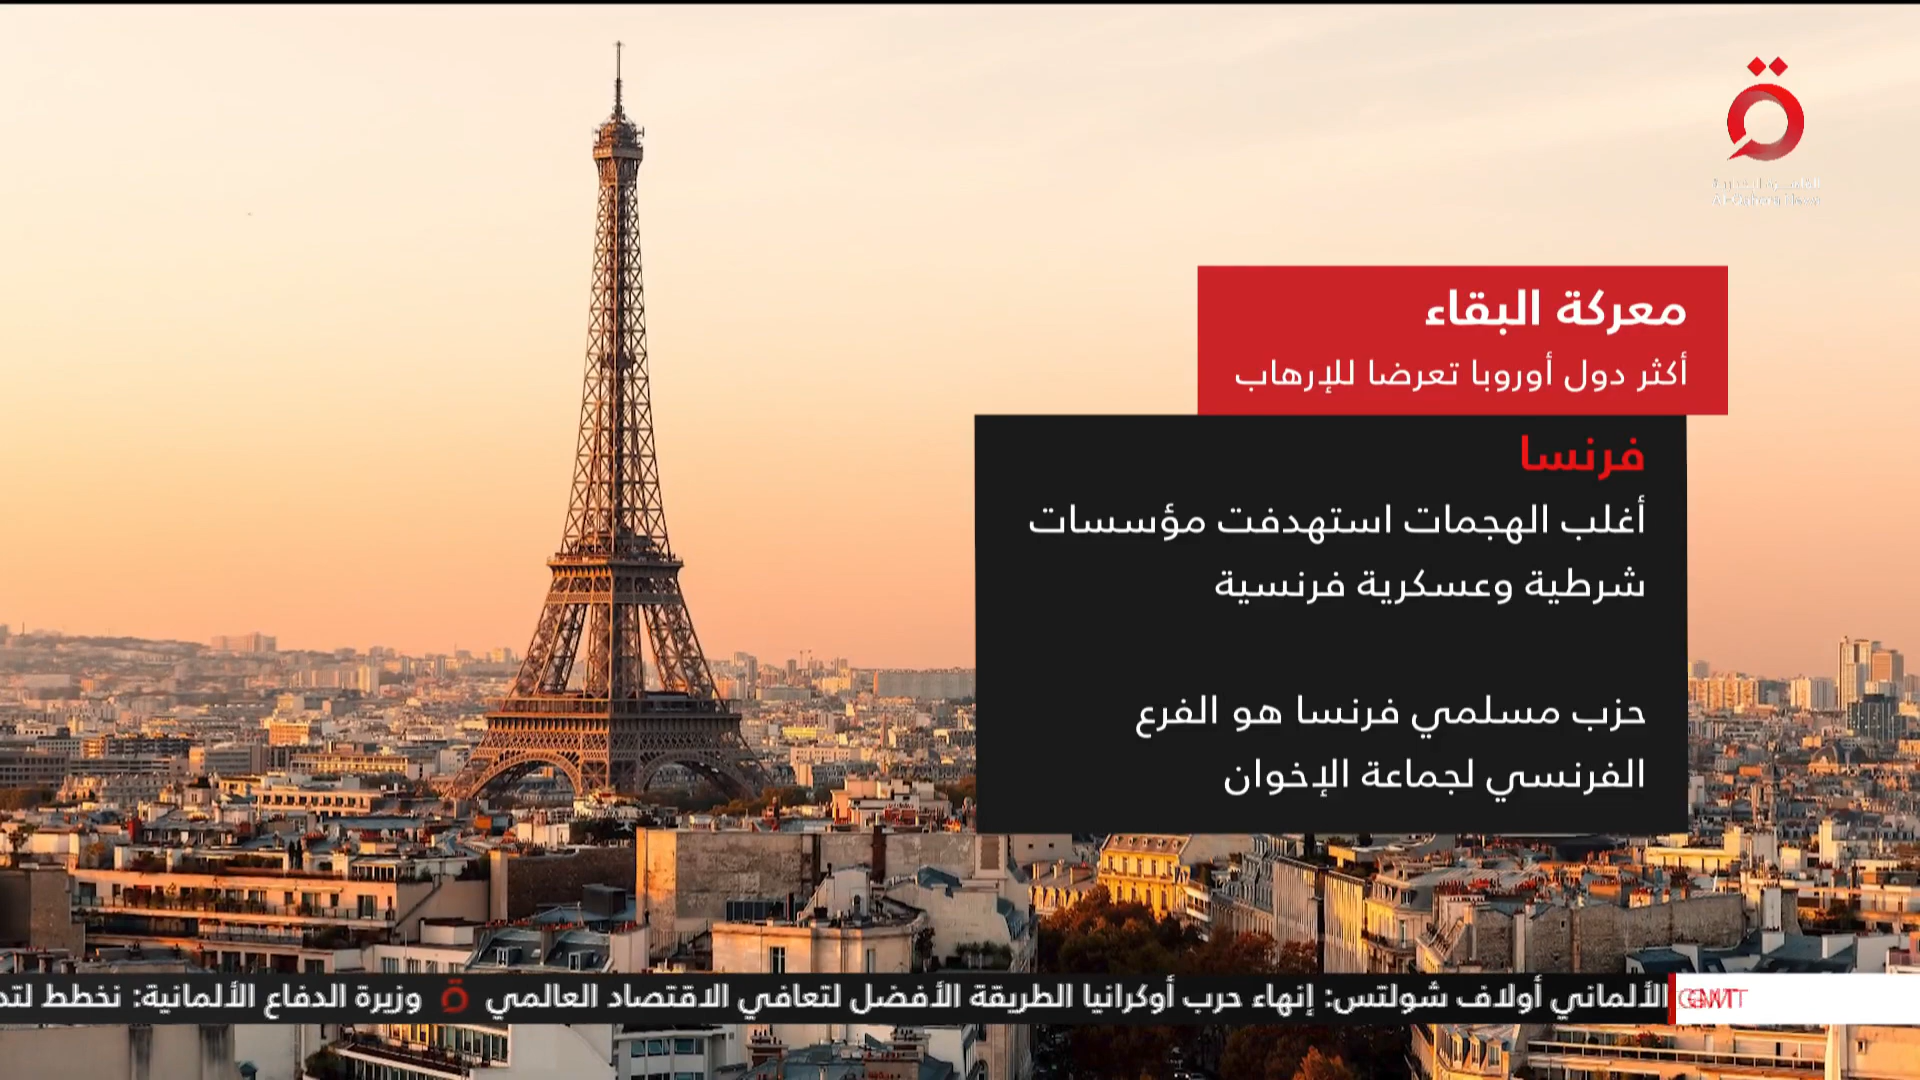 معركة البقاء
أكثر دول أوروبا تعرضا للإرهاب
فرنسا
أغلب الهجمات استهدفت مؤسسات
شرطية وعسكرية فرنسية
حزب مسلمي فرنسا هو الفرع
الفرنسي لجماعة الإخوان
GMT
الألماني أولاف شولتس: إنهاء حرب أوكرانيا الطريقة الأفضل لتعافي الاقتصاد العالمي وزيرة الدفاع الألمانية: نخطط